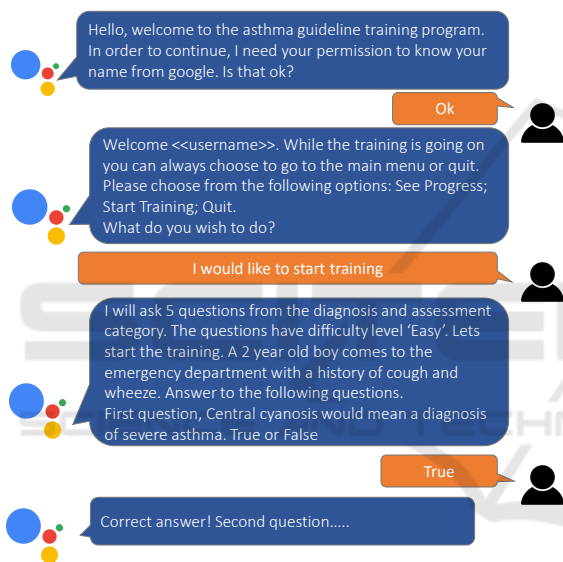 Hello, welcome to the asthma guideline training program.
In order to continue, I need your permission to know your
name from google. Is that ok?
Ok
Welcome <<username>>. While the training is going on
you can always choose to go to the main menu or quit.
Please choose from the following options: See Progress;
Start Training; Quit.
What do you wish to do?
I would like to start training
I will ask 5 questions from the diagnosis and assessment
category. The questions have difficulty level ‘Easy’. Lets
start the training. A 2 year old boy comes to the
emergency department with a history of cough and
wheeze. Answer to the following questions.
First question, Central cyanosis would mean a diagnosis
of severe asthma. True or False
True
Correct answer! Second question.....